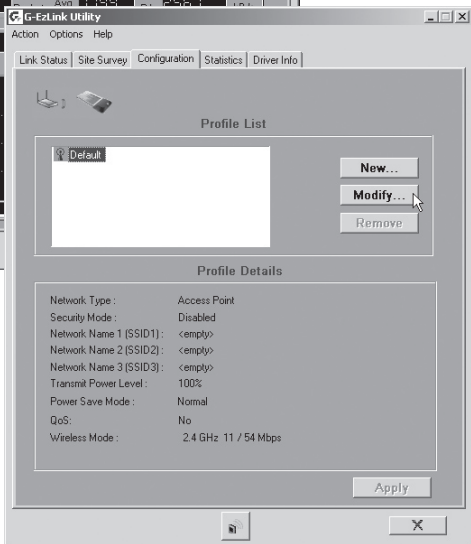 Avg
G-EzLink Utility
Action Options Help
Link Status Site Survey Configuration Statistics Driver Info
Profile List
Default
New...
Modify...
Remove
Profile Details
Network Type : Access Point
Security Mode : Disabled
Network Name 1 (SSID1) : <empty>
Network Name 2 (SSID2) : <empty>
Network Name 3 (SSID3) : <empty>
Transmit Power Level : 100%
Power Save Mode : Normal
QoS: No
Wireless Mode : 2.4 GHz 11 / 54 Mbps
Apply
X